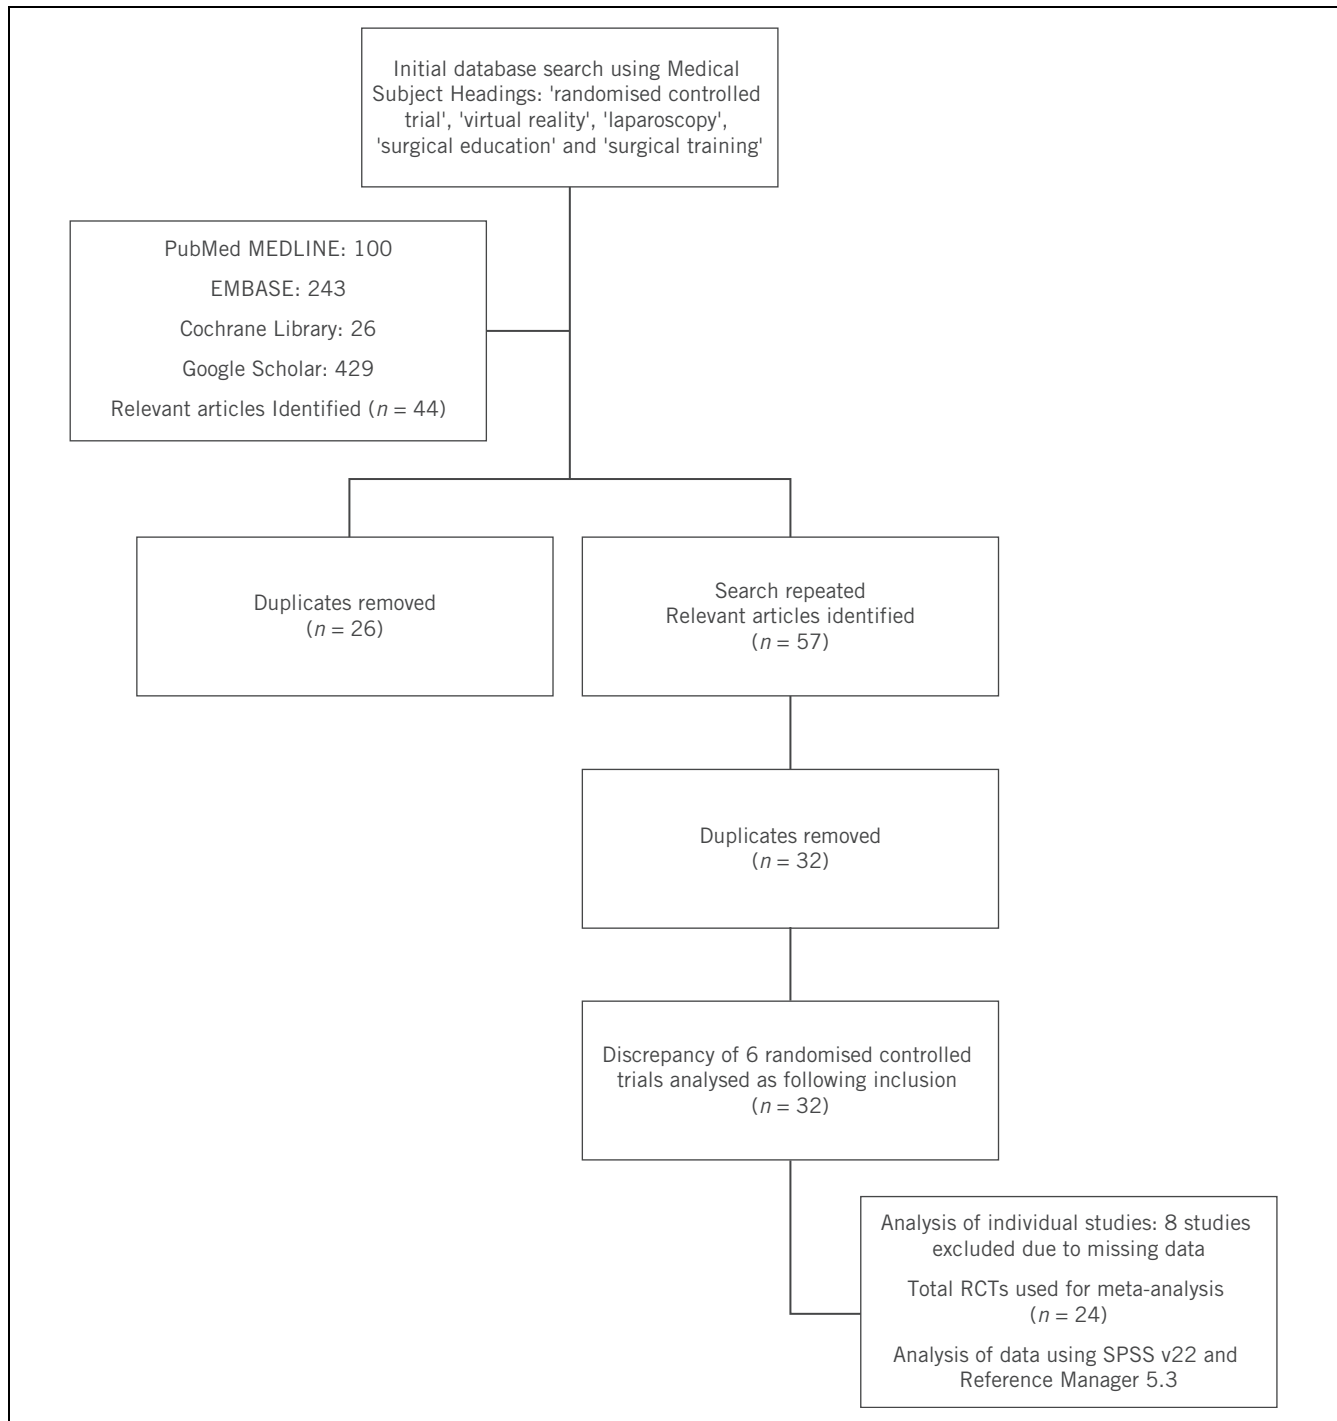 Initial database search using Medical
Subject Headings: 'randomised controlled
trial', 'virtual reality', 'laparoscopy',
'surgical education' and 'surgical training'
PubMed MEDLINE: 100
EMBASE: 243
Cochrane Library: 26
Google Scholar: 429
Relevant articles Identified (n = 44)
Duplicates removed
(n = 26)
Search repeated
Relevant articles identified
(n = 57)
Duplicates removed
(n = 32)
Discrepancy of 6 randomised controlled
trials analysed as following inclusion
(n = 32)
Analysis of individual studies: 8 studies
excluded due to missing data
Total RCTs used for meta-analysis
(n = 24)
Analysis of data using SPSS v22 and
Reference Manager 5.3